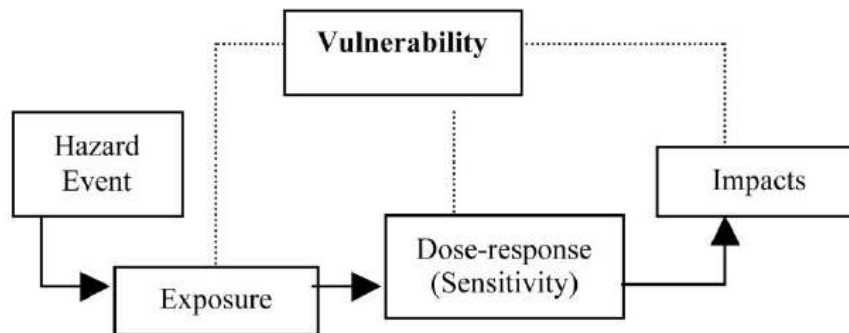 Vulnerability
Hazard
Event
Impacts
Dose-response
(Sensitivity)
Exposure